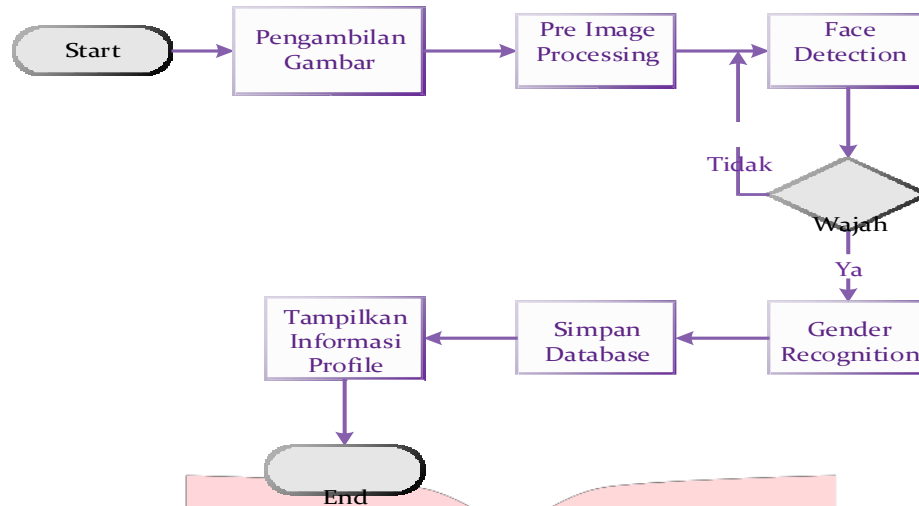 Start
Pengambilan
Gambar
Pre Image
Processing
Face
Detection
Tidak
Wajah
Ya
Gender
Recognition
Simpan
Database
Tampilkan
Informasi
Profile
End